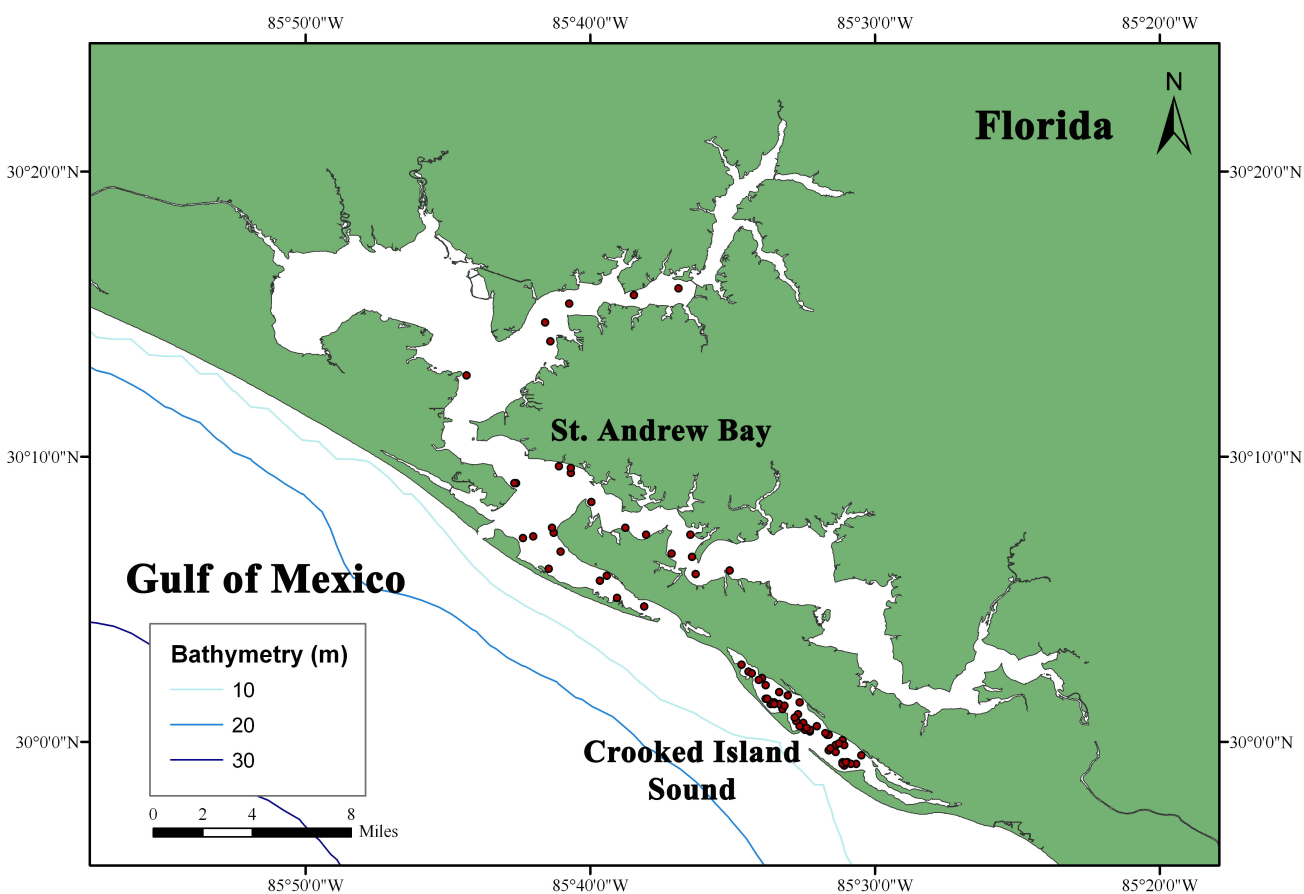 85°50'0"W 85°40'0"W 85°30'0"W 85°20'0"W
N
Florida
30°20'0"N 30°20'0"N
St. Andrew Bay
30°10'0"N 30°10'0"N
Gulf of Mexico
Bathymetry (m)
10
20
30
30°0'0"N 30°0'0"N
Crooked Island
Sound
0 2 4 8
Miles
85°50'0"W 85°40'0"W 85°30'0"W 85°20'0"W